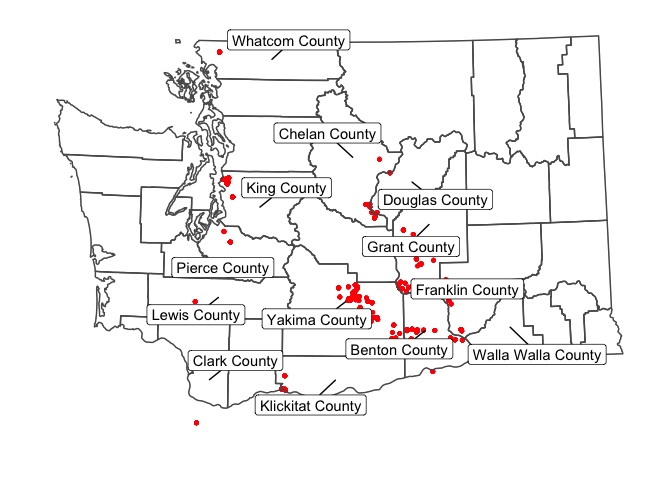 Whatcom County
Chelan County
King County
Douglas County
Grant County
Pierce County
Franklin County
Lewis County
Yakima County
Benton County
Walla Walla County
Clark County
Klickitat County